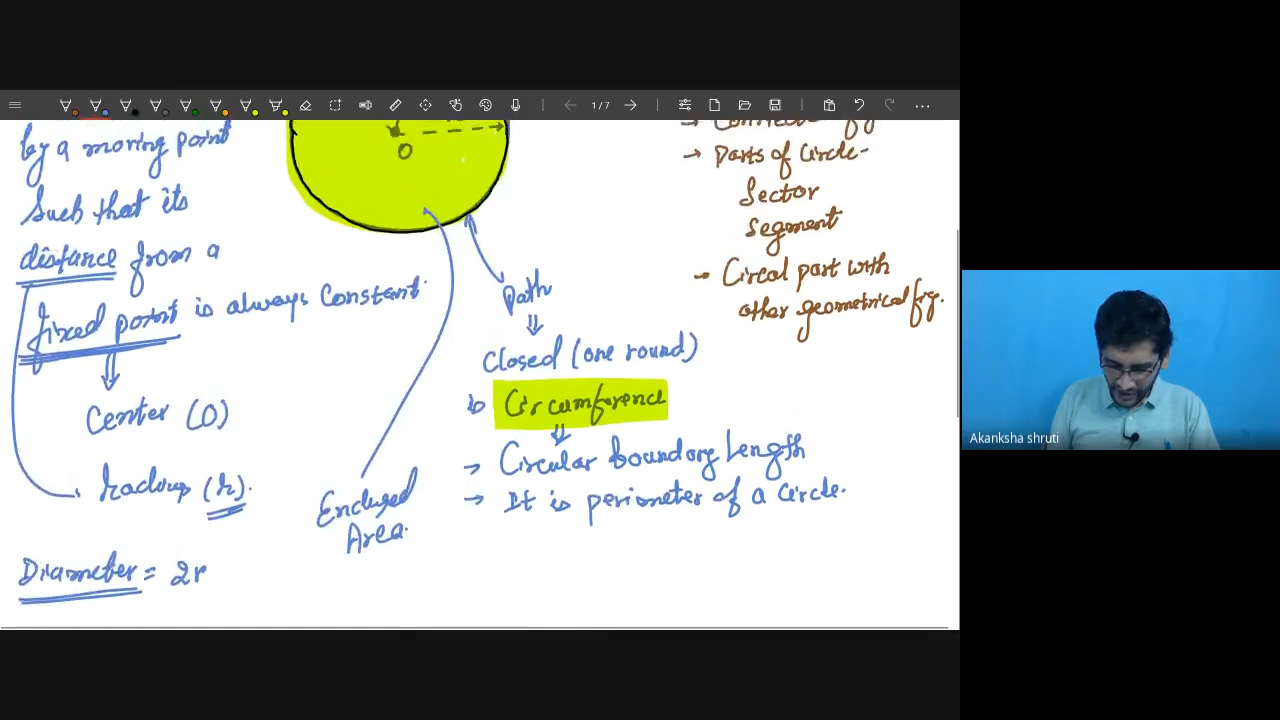 1/7
by a moving point
Such that its
distance from a
fixed point is always constant.
Center (O)
radius (r).
Diameter = 2r
O
Enclosed
Area.
Path
Closed (one round)
Circumference
→ Circular boundary Length
→ It is perimeter of a Circle.
→ Parts of Circle-
Sector
Segment
→ Circal part with
other geometrical fig.
Akanksha shruti